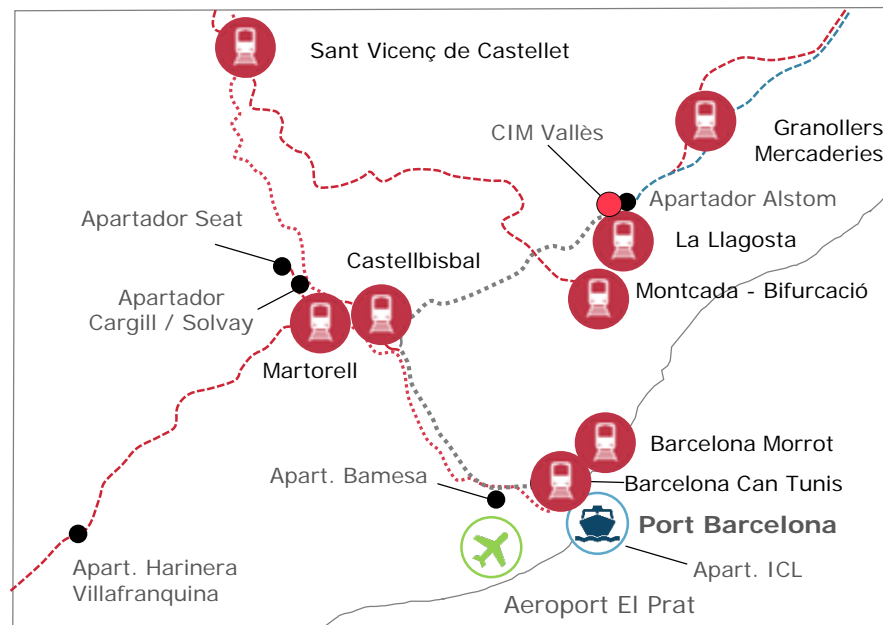 Sant Vicenç de Castellet
CIM Vallès
Granollers
Mercaderies
Apartador Alstom
Apartador Seat
La Llagosta
Castellbisbal
Montcada - Bifurcació
Apartador
Cargill / Solvay
Martorell
Barcelona Morrot
Apart. Bamesa
Barcelona Can Tunis
Port Barcelona
Apart. Harinera
Villafranquina
Apart. ICL
Aeroport El Prat